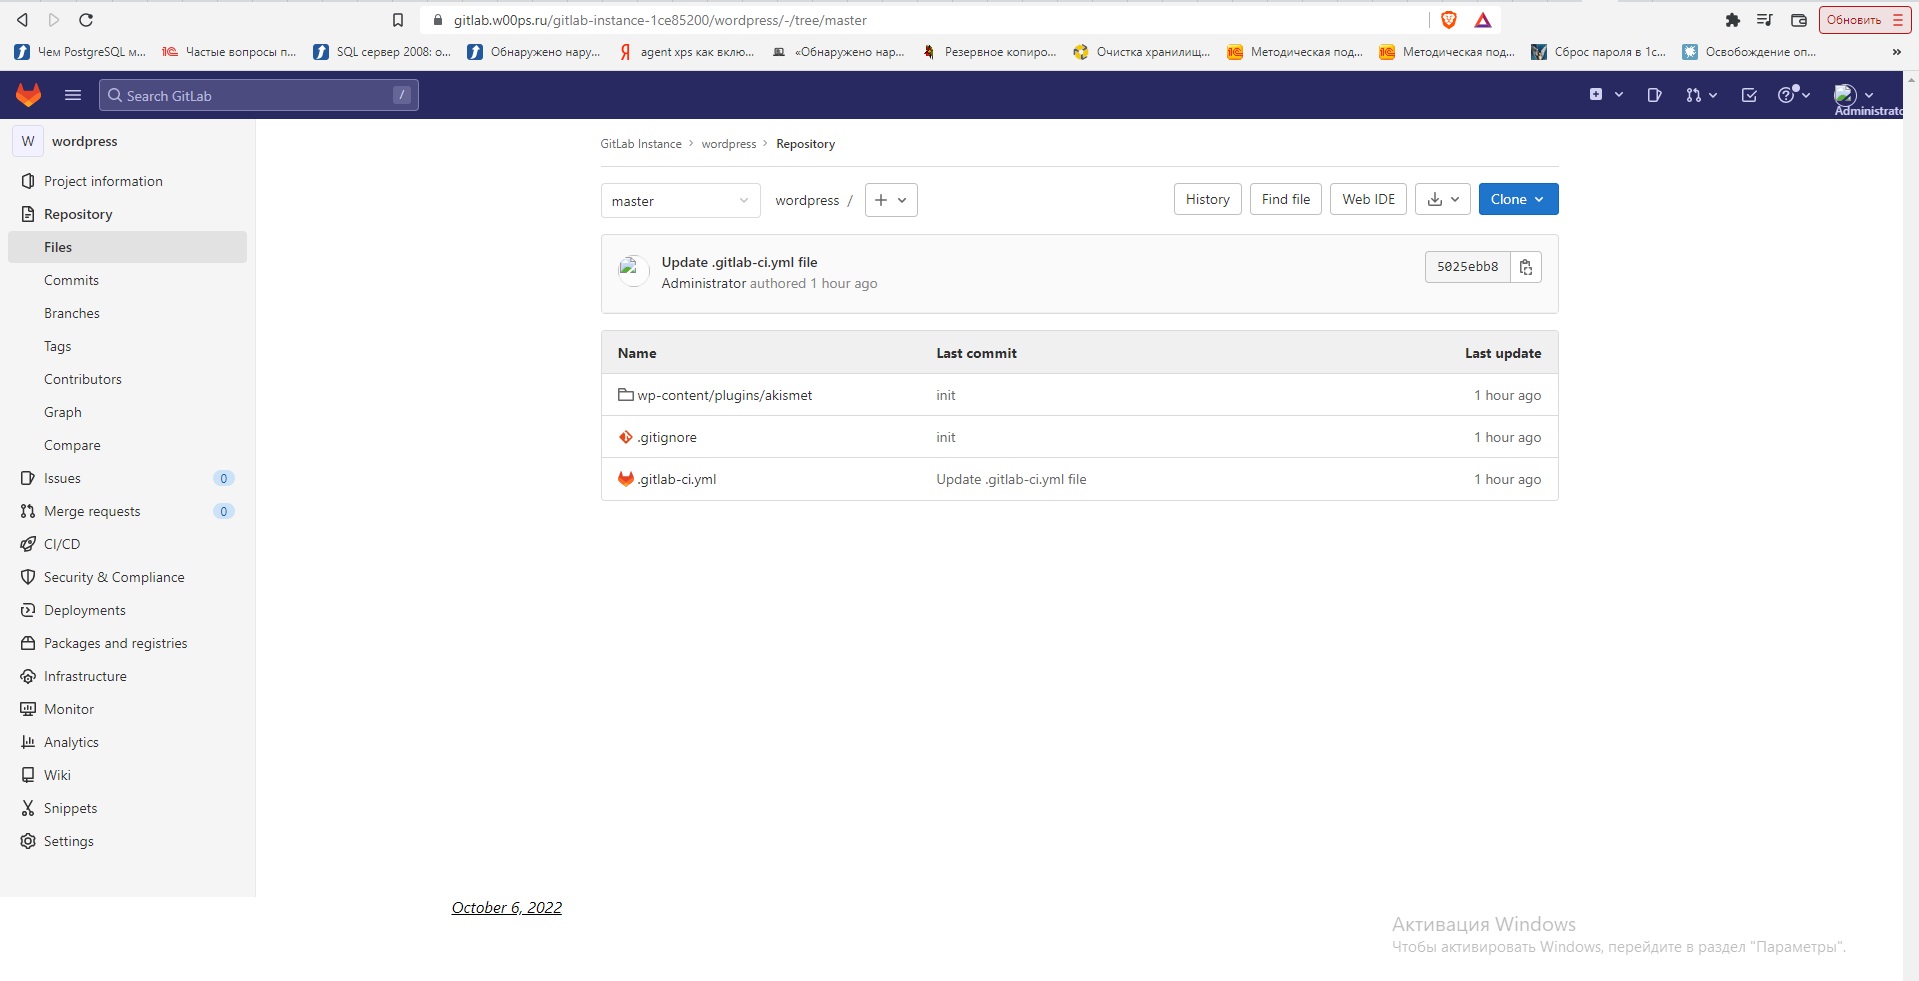 gitlab.w00ps.ru/gitlab-instance-1ce85200/wordpress/-/tree/master
Обновить
Чем PostgreSQL м...
Частые вопросы п...
SQL сервер 2008: о...
Обнаружено нару...
agent xps как вклю...
«Обнаружено нар...
Резервное копиро...
Очистка хранилищ...
Методическая под...
Методическая под...
Сброс пароля в 1с...
Освобождение оп...
»
Search GitLab
/
Administrato
W wordpress
Project information
Repository
Files
Commits
Branches
Tags
Contributors
Graph
Compare
Issues 0
Merge requests 0
CI/CD
Security & Compliance
Deployments
Packages and registries
Infrastructure
Monitor
Analytics
Wiki
Snippets
Settings
GitLab Instance > wordpress > Repository
master
wordpress / +
History
Find file
Web IDE
Clone
Update .gitlab-ci.yml file
Administrator authored 1 hour ago
5025ebb8
Name Last commit Last update
wp-content/plugins/akismet init 1 hour ago
.gitignore init 1 hour ago
.gitlab-ci.yml Update .gitlab-ci.yml file 1 hour ago
October 6, 2022
Активация Windows
Чтобы активировать Windows, перейдите в раздел "Параметры".